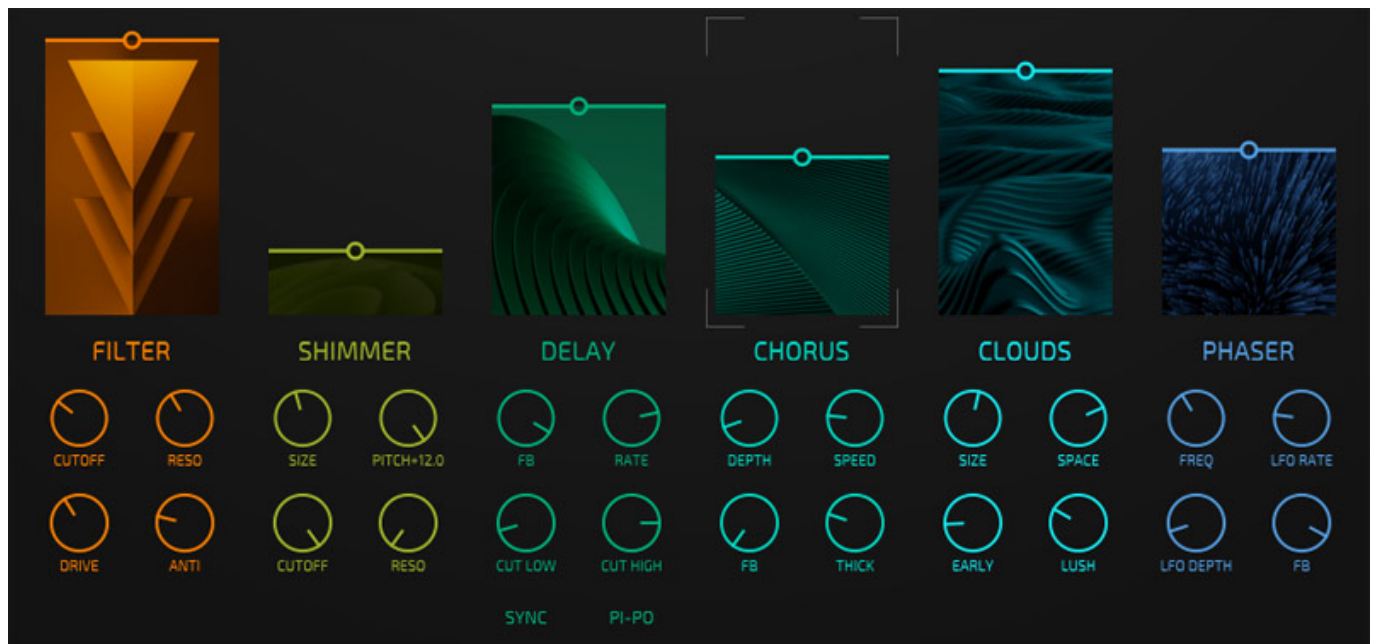 FILTER SHIMMER DELAY CHORUS CLOUDS PHASER
CUTOFF RESO SIZE PITCH+12.0 FB RATE DEPTH SPEED SIZE SPACE FREQ LFO RATE
DRIVE ANTI CUTOFF RESO CUT LOW CUT HIGH FB THICK EARLY LUSH LFO DEPTH FB
SYNC PI-PO